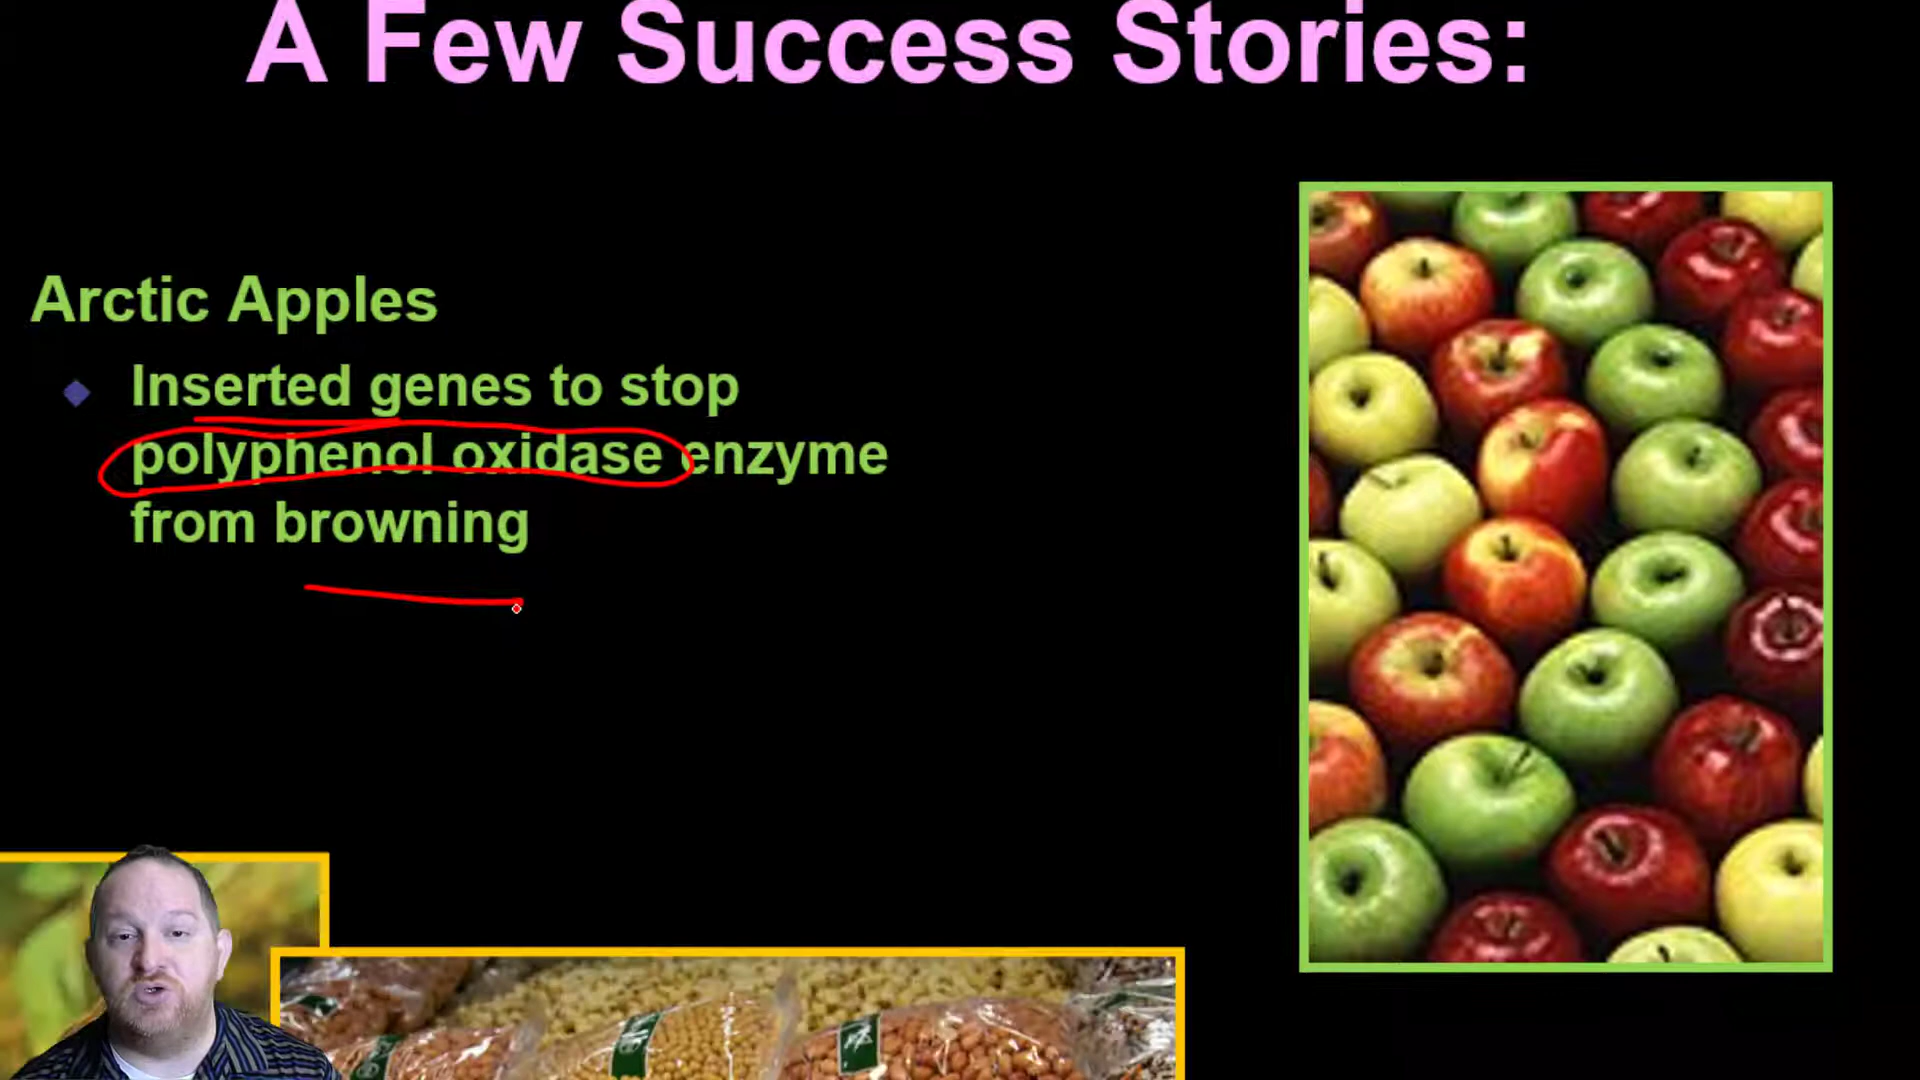 A Few Success Stories:
Arctic Apples
Inserted genes to stop
polyphenol oxidase enzyme
from browning